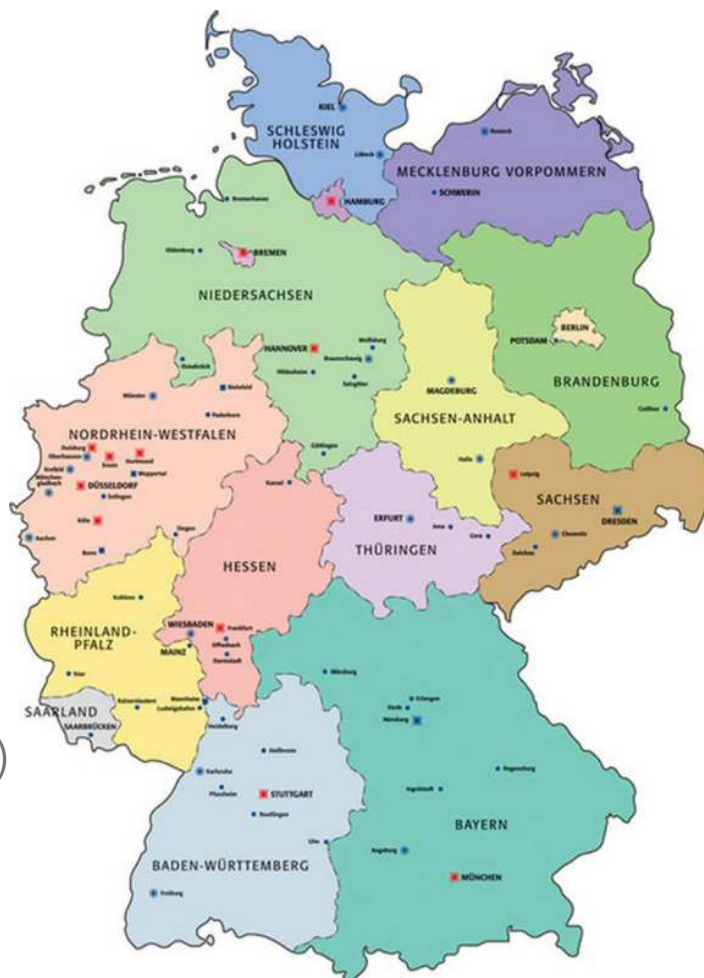 KIEL
SCHLESWIG
HOLSTEIN
Lübeck
Rostock
MECKLENBURG VORPOMMERN
SCHWERIN
HAMBURG
Bremerhaven
Oldenburg
BREMEN
NIEDERSACHSEN
HANNOVER
Wolfsburg
Braunschweig
Hildesheim
Salzgitter
Osnabrück
BERLIN
POTSDAM
BRANDENBURG
Cottbus
MAGDEBURG
SACHSEN-ANHALT
Halle
Münster
Bielefeld
Paderborn
NORDRHEIN-WESTFALEN
Duisburg
Oberhausen
Essen
Dortmund
Krefeld
Wuppertal
München-
gladbach
DÜSSELDORF
Solingen
Köln
Aachen
Bonn
Siegen
Göttingen
Kassel
HESSEN
Leipzig
SACHSEN
DRESDEN
Chemnitz
Zwickau
ERFURT
Jena
Gera
THÜRINGEN
Koblenz
RHEINLAND-
PFALZ
WIESBADEN
Frankfurt
Offenbach
MAINZ
Darmstadt
Trier
Kaiserslautern
Mannheim
Ludwigshafen
SAARLAND
SAARBRÜCKEN
Heidelberg
Heilbronn
Karlsruhe
Pforzheim
STUTTGART
Reutlingen
Ulm
BADEN-WÜRTTEMBERG
Freiburg
Würzburg
Erlangen
Fürth
Nürnberg
Regensburg
Ingolstadt
BAYERN
Augsburg
MÜNCHEN